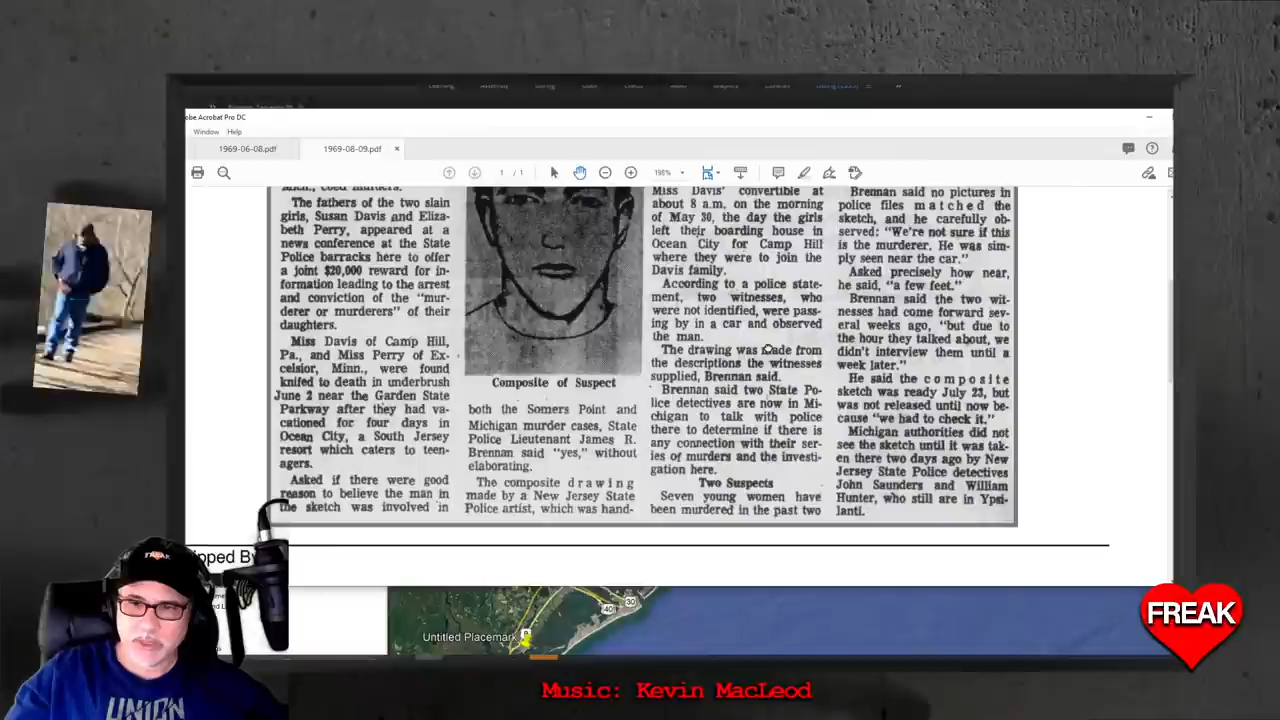 obe Acrobat Pro DC
Window Help
1969-06-08.pdf
1969-08-09.pdf ×
1 / 1
198%
Mich., coed murders.
The fathers of the two slain
girls, Susan Davis and Eliza-
beth Perry, appeared at a
news conference at the State
Police barracks here to offer
a joint $20,000 reward for in-
formation leading to the arrest
and conviction of the "mur-
derer or murderers" of their
daughters.
Miss Davis of Camp Hill,
Pa., and Miss Perry of Ex-
celsior, Minn., were found
knifed to death in underbrush
June 2 near the Garden State
Parkway after they had va-
cationed for four days in
Ocean City, a South Jersey
resort which caters to teen-
agers.
Asked if there were good
reason to believe the man in
the sketch was involved in
Composite of Suspect
both the Somers Point and
Michigan murder cases, State
Police Lieutenant James R.
Brennan said "yes," without
elaborating.
The composite drawing
made by a New Jersey State
Police artist, which was hand-
Miss Davis' convertible at
about 8 a.m. on the morning
of May 30, the day the girls
left their boarding house in
Ocean City for Camp Hill
where they were to join the
Davis family.
According to a police state-
ment, two witnesses, who
were not identified, were pass-
ing by in a car and observed
the man.
The drawing was made from
the descriptions the witnesses
supplied, Brennan said.
Brennan said two State Po-
lice detectives are now in Mi-
chigan to talk with police
there to determine if there is
any connection with their ser-
ies of murders and the investi-
gation here.
Two Suspects
Seven young women have
been murdered in the past two
Brennan said no pictures in
police files matched the
sketch, and he carefully ob-
served: "We're not sure if this
is the murderer. He was sim-
ply seen near the car."
Asked precisely how near,
he said, "a few feet."
Brennan said the two wit-
nesses had come forward sev-
eral weeks ago, "but due to
the hour they talked about, we
didn't interview them until a
week later."
He said the composite
sketch was ready July 23, but
was not released until now be-
cause "we had to check it."
Michigan authorities did not
see the sketch until it was tak-
en there two days ago by New
Jersey State Police detectives
John Saunders and William
Hunter, who still are in Ypsi-
lanti.
ipped By
40
30
Untitled Placemark
FREAK
FREAK
UNION
Music: Kevin MacLeod